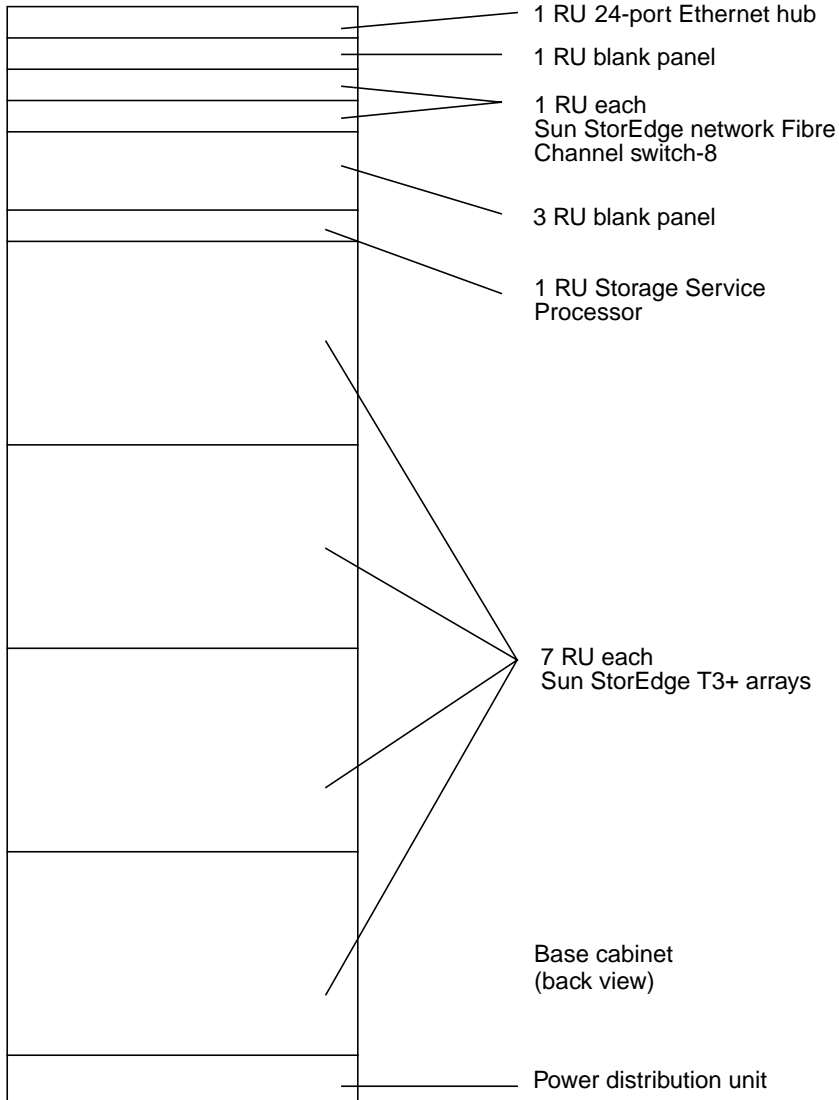 1 RU 24-port Ethernet hub
1 RU blank panel
1 RU each
Sun StorEdge network Fibre
Channel switch-8
3 RU blank panel
1 RU Storage Service
Processor
7 RU each
Sun StorEdge T3+ arrays
Base cabinet
(back view)
Power distribution unit